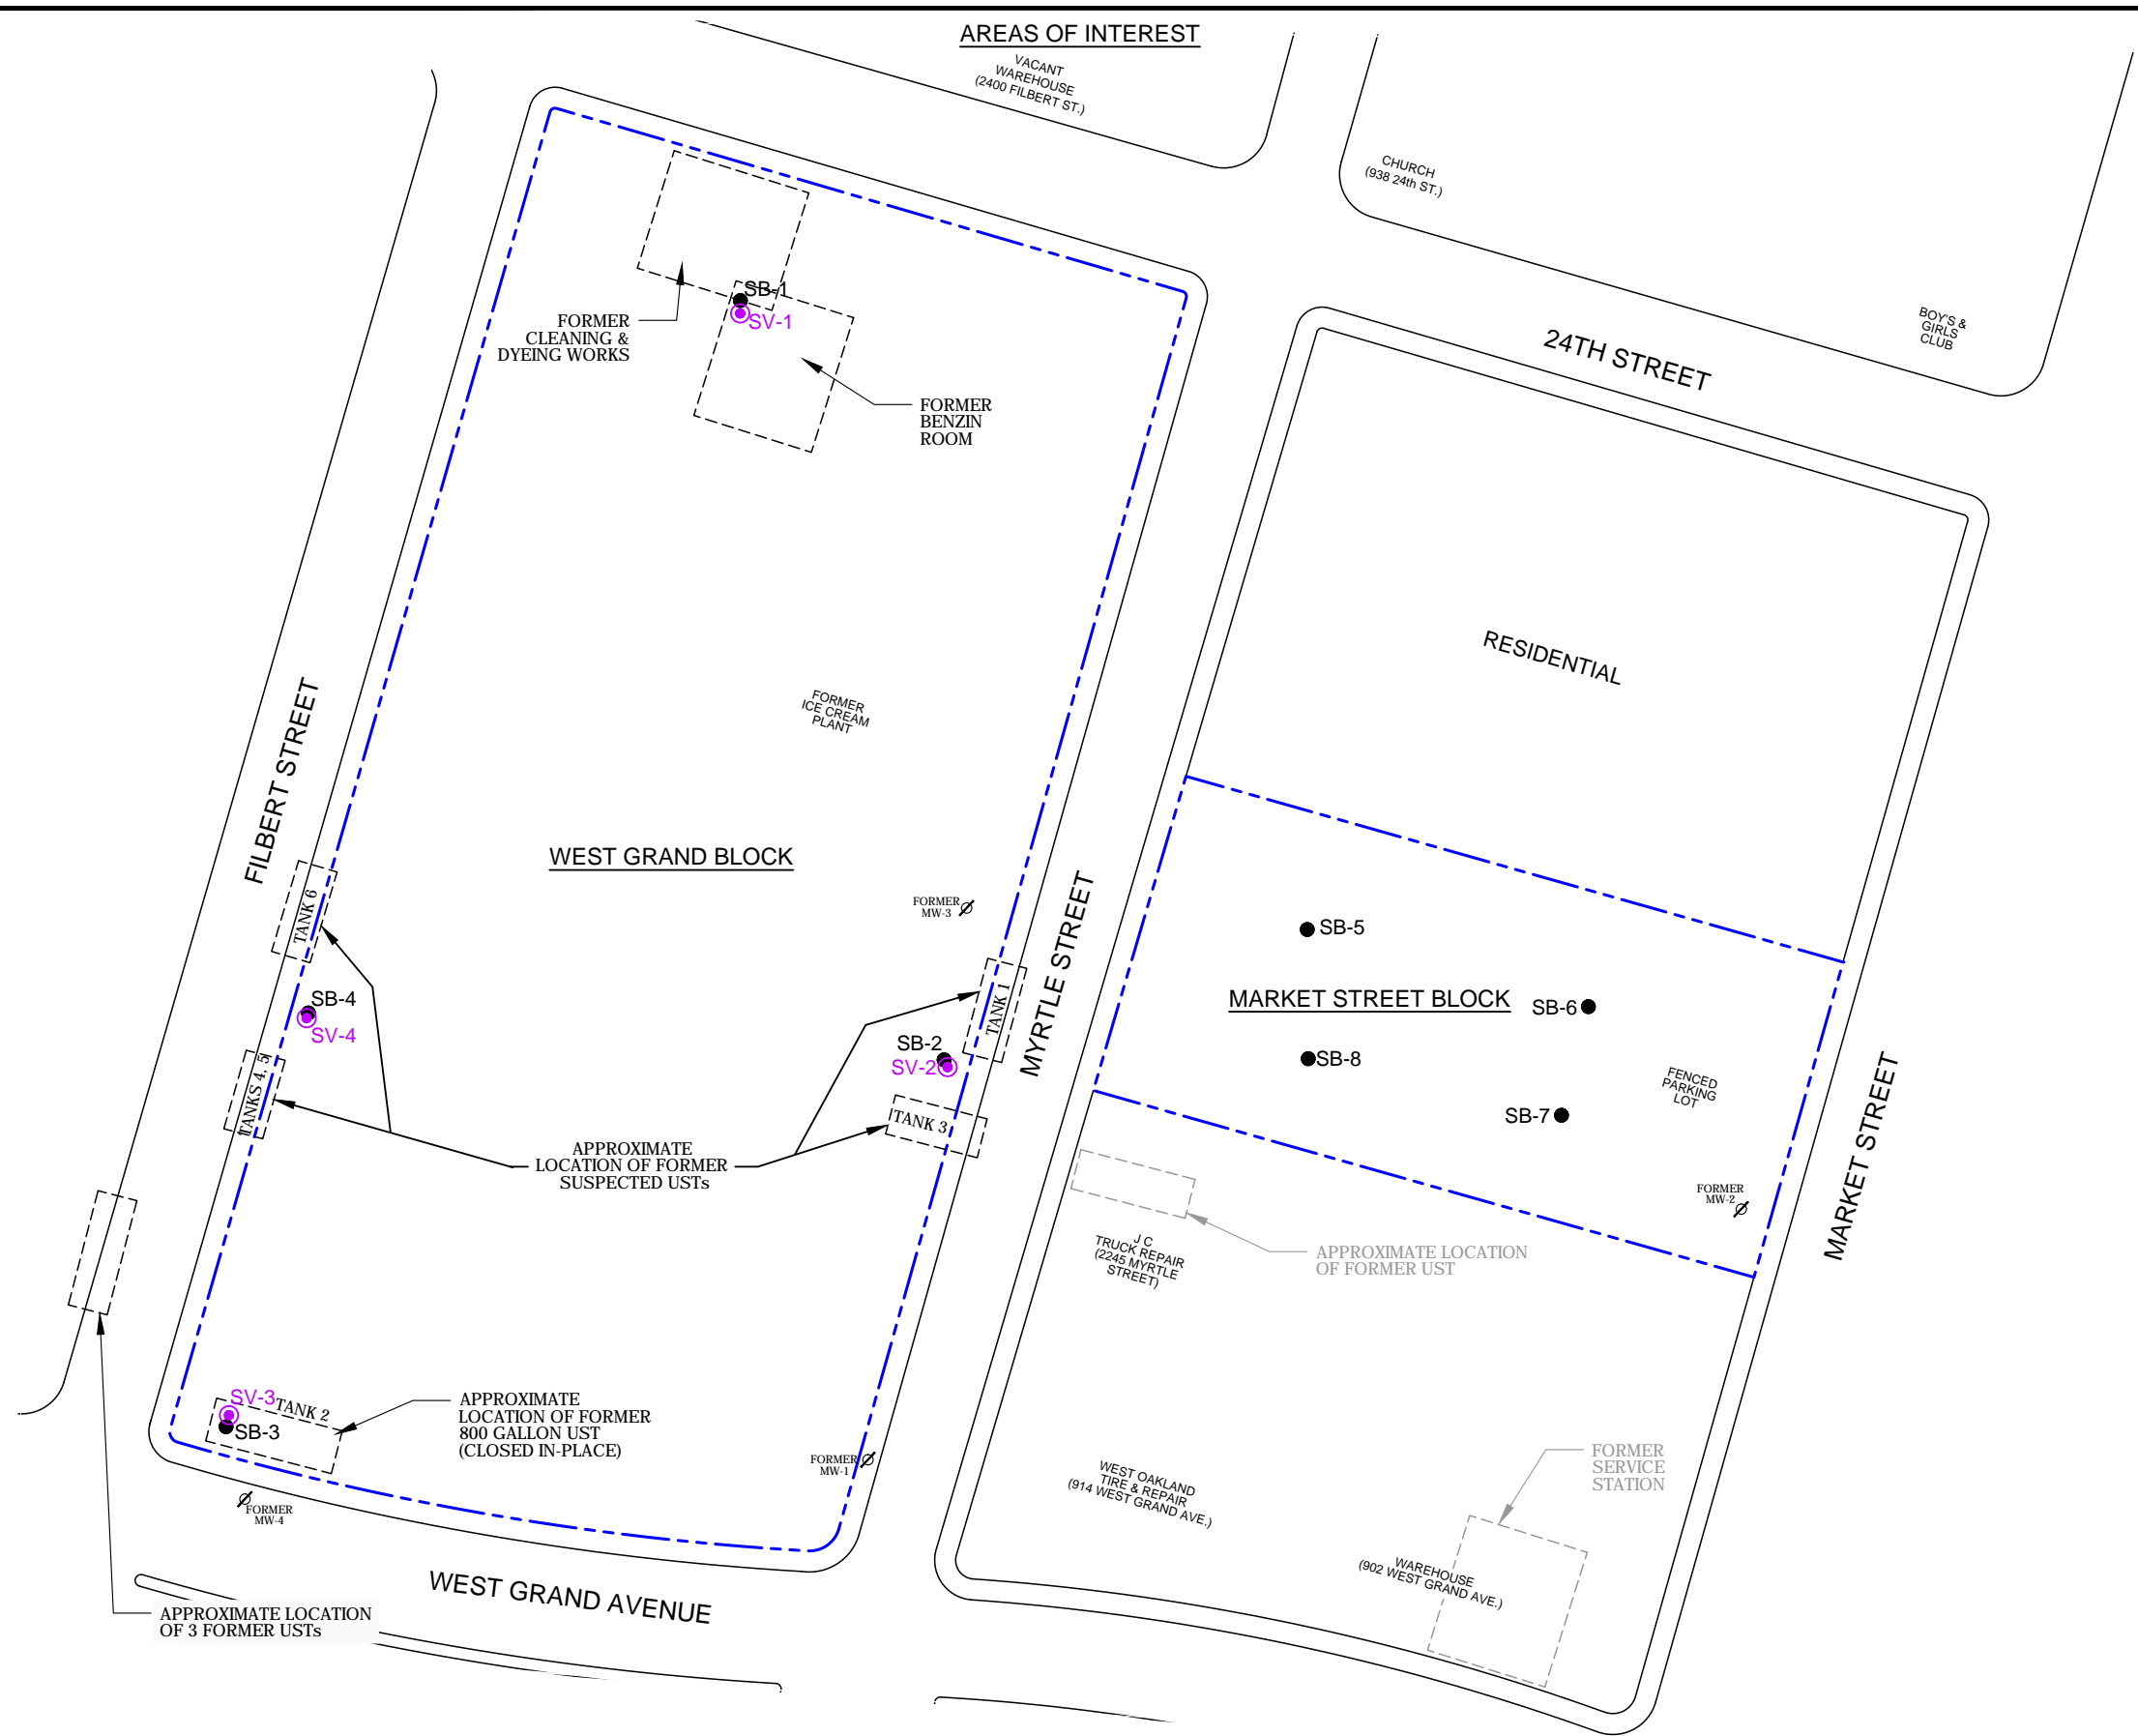 AREAS OF INTEREST
VACANT
WAREHOUSE
(2400 FILBERT ST.)
CHURCH
(938 24th ST.)
BOY'S &
GIRLS
CLUB
24TH STREET
SB-1
SV-1
FORMER
CLEANING &
DYEING WORKS
FORMER
BENZIN
ROOM
RESIDENTIAL
FORMER
ICE CREAM
PLANT
FILBERT STREET
WEST GRAND BLOCK
TANK 6
FORMER
MW-3
MYRTLE STREET
SB-5
SB-4
SV-4
TANK 1
MARKET STREET BLOCK
SB-6
SB-2
SV-2
SB-8
TANKS 4, 5
TANK 3
FENCED
PARKING
LOT
SB-7
MARKET STREET
APPROXIMATE
LOCATION OF FORMER
SUSPECTED USTs
FORMER
MW-2
J C
TRUCK REPAIR
(2245 MYRTLE
STREET)
APPROXIMATE LOCATION
OF FORMER UST
SV-3
TANK 2
SB-3
APPROXIMATE
LOCATION OF FORMER
800 GALLON UST
(CLOSED IN-PLACE)
FORMER
MW-1
FORMER
MW-4
WEST OAKLAND
TIRE & REPAIR
(914 WEST GRAND AVE.)
FORMER
SERVICE
STATION
WAREHOUSE
(902 WEST GRAND AVE.)
WEST GRAND AVENUE
APPROXIMATE LOCATION
OF 3 FORMER USTs